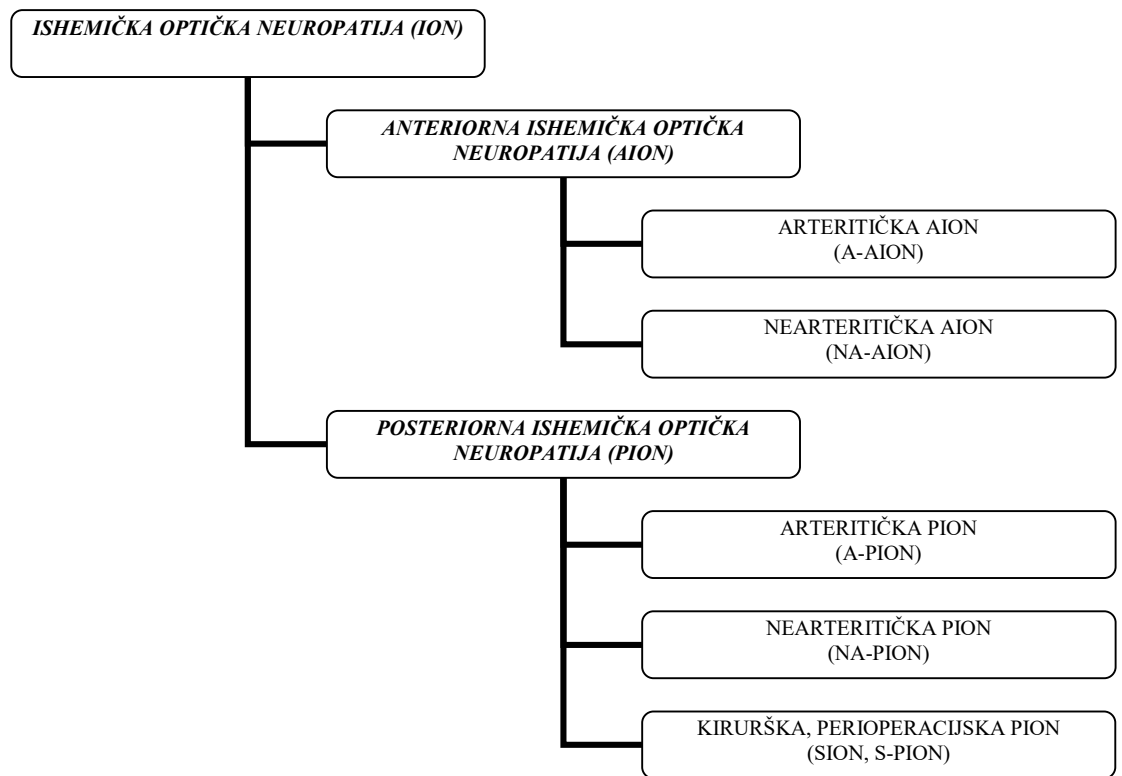 ISHEMIČKA OPTIČKA NEUROPATIJA (ION)
ANTERIORNA ISHEMIČKA OPTIČKA
NEUROPATIJA (AION)
ARTERITIČKA AION
(A-AION)
NEARTERITIČKA AION
(NA-AION)
POSTERIORNA ISHEMIČKA OPTIČKA
NEUROPATIJA (PION)
ARTERITIČKA PION
(A-PION)
NEARTERITIČKA PION
(NA-PION)
KIRURŠKA, PERIOPERACIJSKA PION
(SION, S-PION)